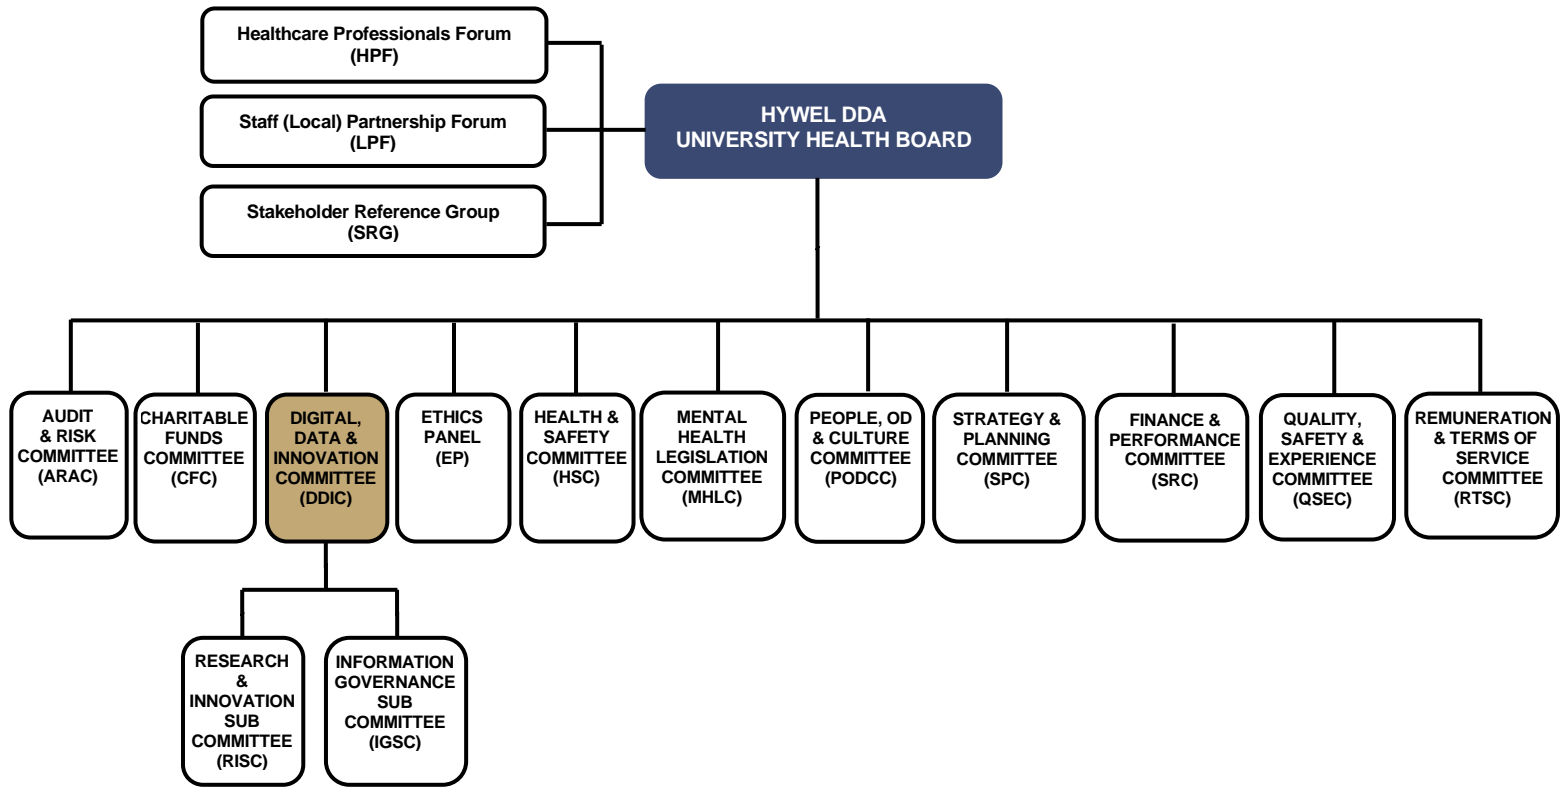 Healthcare Professionals Forum
(HPF)
Staff (Local) Partnership Forum
(LPF)
Stakeholder Reference Group
(SRG)
HYWEL DDA
UNIVERSITY HEALTH BOARD
AUDIT
& RISK
COMMITTEE
(ARAC)
CHARITABLE
FUNDS
COMMITTEE
(CFC)
DIGITAL,
DATA &
INNOVATION
COMMITTEE
(DDIC)
ETHICS
PANEL
(EP)
HEALTH &
SAFETY
COMMITTEE
(HSC)
MENTAL
HEALTH
LEGISLATION
COMMITTEE
(MHLC)
PEOPLE, OD
& CULTURE
COMMITTEE
(PODCC)
STRATEGY &
PLANNING
COMMITTEE
(SPC)
FINANCE &
PERFORMANCE
COMMITTEE
(SRC)
QUALITY,
SAFETY &
EXPERIENCE
COMMITTEE
(QSEC)
REMUNERATION
& TERMS OF
SERVICE
COMMITTEE
(RTSC)
RESEARCH
&
INNOVATION
SUB
COMMITTEE
(RISC)
INFORMATION
GOVERNANCE
SUB
COMMITTEE
(IGSC)